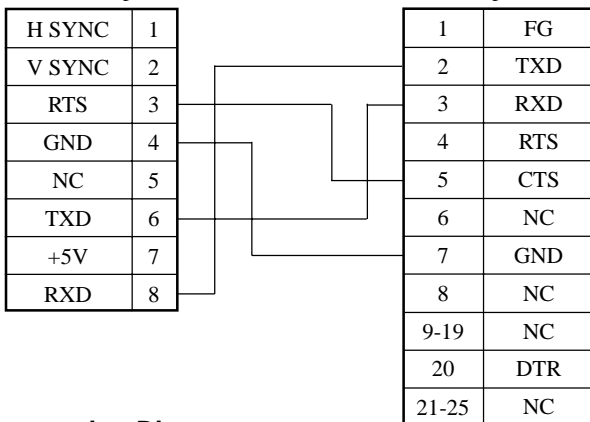 H SYNC 1
V SYNC 2
RTS 3
GND 4
NC 5
TXD 6
+5V 7
RXD 8
1 FG
2 TXD
3 RXD
4 RTS
5 CTS
6 NC
7 GND
8 NC
9-19 NC
20 DTR
21-25 NC